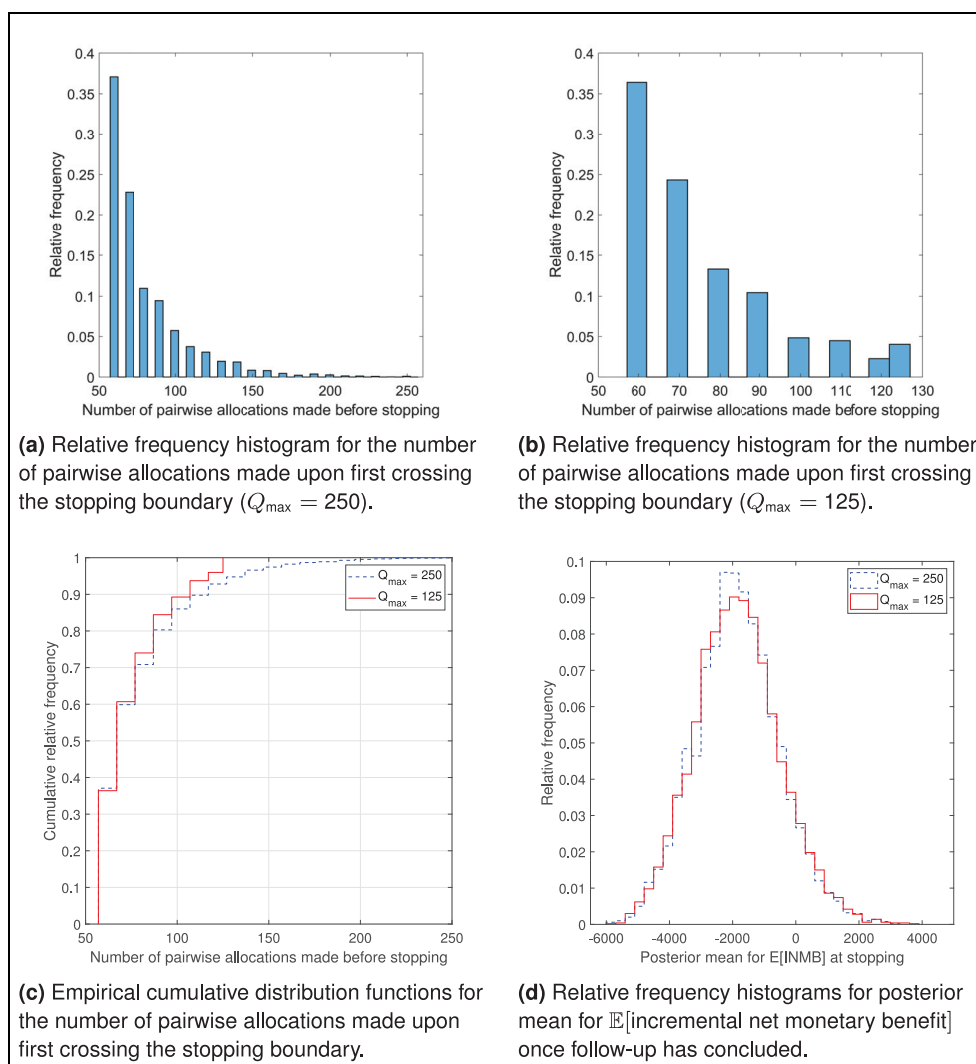 0.4
0.35
0.3
0.25
0.2
0.15
0.1
0.05
0
Relative frequency
50 100 150 200 250
Number of pairwise allocations made before stopping
(a) Relative frequency histogram for the number
of pairwise allocations made upon first crossing
the stopping boundary (Qmax = 250).
0.4
0.35
0.3
0.25
0.2
0.15
0.1
0.05
0
Relative frequency
50 60 70 80 90 100 110 120 130
Number of pairwise allocations made before stopping
(b) Relative frequency histogram for the number
of pairwise allocations made upon first crossing
the stopping boundary (Qmax = 125).
1
0.9
0.8
0.7
0.6
0.5
0.4
0.3
0.2
0.1
0
Cumulative relative frequency
Qmax = 250
Qmax = 125
50 100 150 200 250
Number of pairwise allocations made before stopping
(c) Empirical cumulative distribution functions for
the number of pairwise allocations made upon
first crossing the stopping boundary.
0.1
0.09
0.08
0.07
0.06
0.05
0.04
0.03
0.02
0.01
0
Relative frequency
Qmax = 250
Qmax = 125
-6000 -4000 -2000 0 2000 4000
Posterior mean for E[INMB] at stopping
(d) Relative frequency histograms for posterior
mean for 𝔼[incremental net monetary benefit]
once follow-up has concluded.